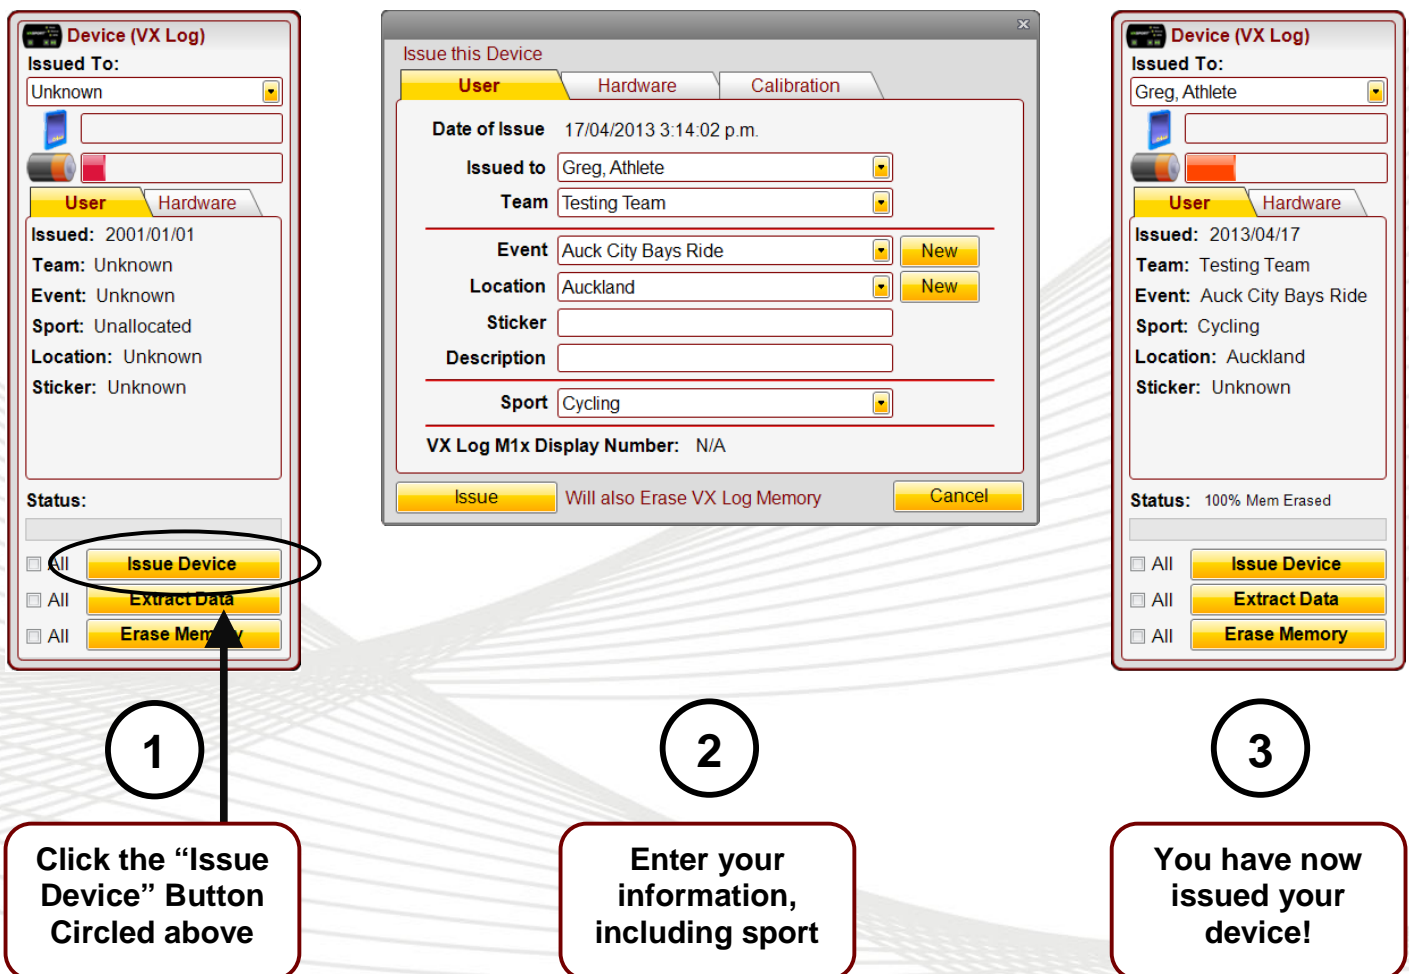 Device (VX Log)
Issued To:
Unknown
User
Hardware
Issued: 2001/01/01
Team: Unknown
Event: Unknown
Sport: Unallocated
Location: Unknown
Sticker: Unknown
Status:
All Issue Device
All Extract Data
All Erase Memory
1
Click the “Issue
Device” Button
Circled above
Issue this Device
User Hardware Calibration
Date of Issue 17/04/2013 3:14:02 p.m.
Issued to Greg, Athlete
Team Testing Team
Event Auck City Bays Ride New
Location Auckland New
Sticker
Description
Sport Cycling
VX Log M1x Display Number: N/A
Issue Will also Erase VX Log Memory Cancel
2
Enter your
information,
including sport
Device (VX Log)
Issued To:
Greg, Athlete
User Hardware
Issued: 2013/04/17
Team: Testing Team
Event: Auck City Bays Ride
Sport: Cycling
Location: Auckland
Sticker: Unknown
Status: 100% Mem Erased
All Issue Device
All Extract Data
All Erase Memory
3
You have now
issued your
device!